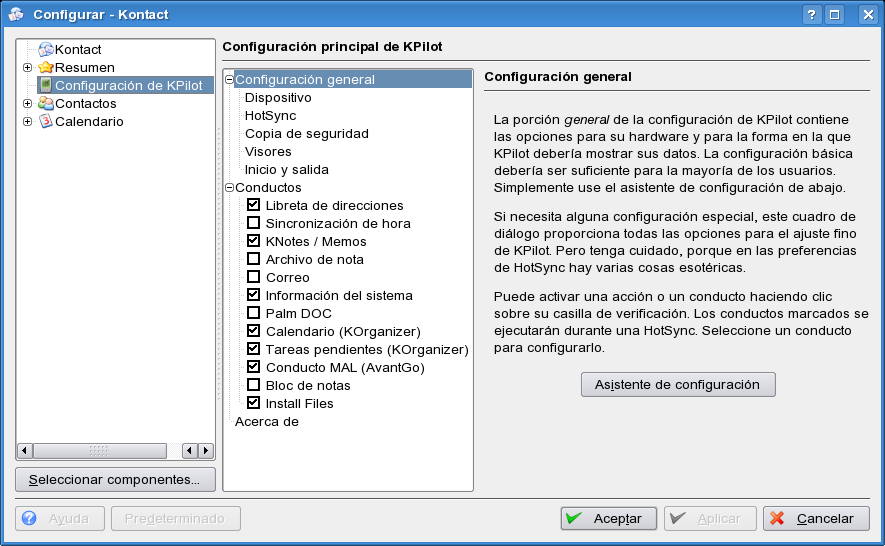 Configurar - Kontact
Kontact
Resumen
Configuración de KPilot
Contactos
Calendario
Seleccionar componentes...
Configuración principal de KPilot
Configuración general
Dispositivo
HotSync
Copia de seguridad
Visores
Inicio y salida
Conductos
Libreta de direcciones
Sincronización de hora
KNotes / Memos
Archivo de nota
Correo
Información del sistema
Palm DOC
Calendario (KOrganizer)
Tareas pendientes (KOrganizer)
Conducto MAL (AvantGo)
Bloc de notas
Install Files
Acerca de
Configuración general
La porción general de la configuración de KPilot contiene
las opciones para su hardware y para la forma en la que
KPilot debería mostrar sus datos. La configuración básica
debería ser suficiente para la mayoría de los usuarios.
Simplemente use el asistente de configuración de abajo.
Si necesita alguna configuración especial, este cuadro de
diálogo proporciona todas las opciones para el ajuste fino
de KPilot. Pero tenga cuidado, porque en las preferencias
de HotSync hay varias cosas esotéricas.
Puede activar una acción o un conducto haciendo clic
sobre su casilla de verificación. Los conductos marcados se
ejecutarán durante una HotSync. Seleccione un conducto
para configurarlo.
Asistente de configuración
Ayuda
Predeterminado
Aceptar
Aplicar
Cancelar